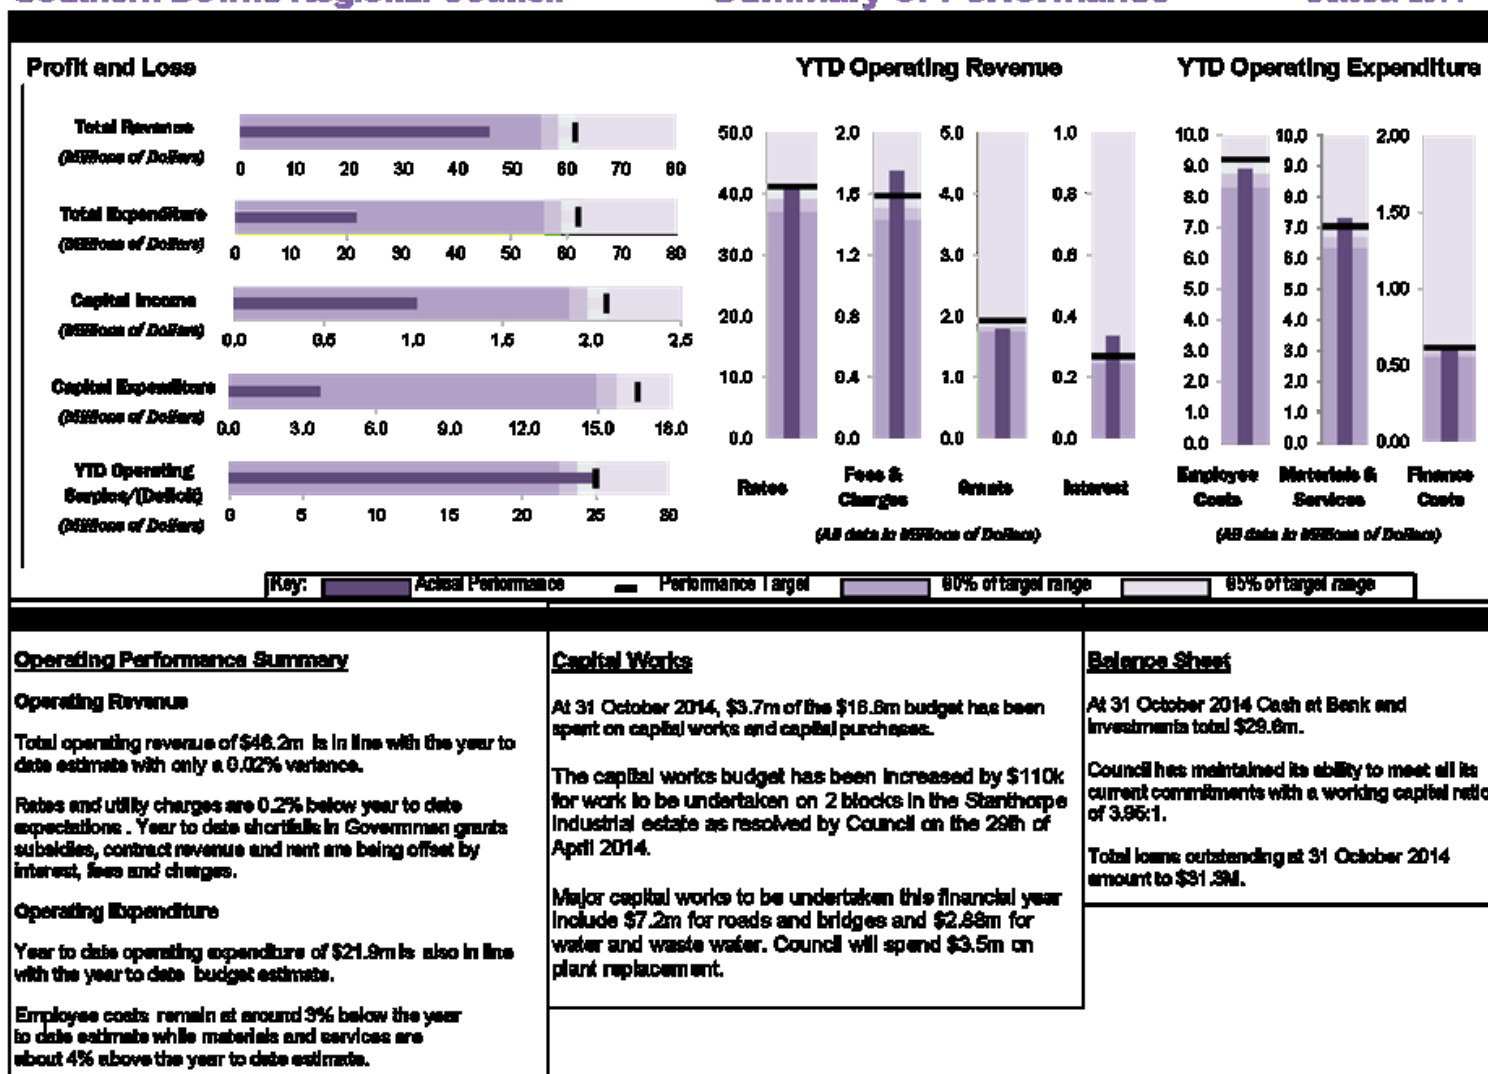 Southern Downs Regional Council Summary of Performance October 2014
Profit and Loss
Total Revenue
(Millions of Dollars)
0 10 20 30 40 50 60 70 80
Total Expenditure
(Millions of Dollars)
0 10 20 30 40 50 60 70 80
Capital Income
(Millions of Dollars)
0.0 0.5 1.0 1.5 2.0 2.5
Capital Expenditure
(Millions of Dollars)
0.0 3.0 6.0 9.0 12.0 15.0 18.0
YTD Operating
Surplus/(Deficit)
(Millions of Dollars)
0 5 10 15 20 25 30
YTD Operating Revenue
50.0
40.0
30.0
20.0
10.0
0.0
Rates
2.0
1.6
1.2
0.8
0.4
0.0
Fees &
Charges
5.0
4.0
3.0
2.0
1.0
0.0
Grants
1.0
0.8
0.6
0.4
0.2
0.0
Interest
(All data in Millions of Dollars)
YTD Operating Expenditure
10.0
9.0
8.0
7.0
6.0
5.0
4.0
3.0
2.0
1.0
0.0
Employee
Costs
10.0
9.0
8.0
7.0
6.0
5.0
4.0
3.0
2.0
1.0
0.0
Materials &
Services
2.00
1.50
1.00
0.50
0.00
Finance
Costs
(All data in Millions of Dollars)
Key: Actual Performance Performance Target 90% of target range 95% of target range
Operating Performance Summary
Operating Revenue
Total operating revenue of $46.2m is in line with the year to
date estimate with only a 0.02% variance.
Rates and utility charges are 0.2% below year to date
expectations . Year to date shortfalls in Governmen grants
subsidies, contract revenue and rent are being offset by
interest, fees and charges.
Operating Expenditure
Year to date operating expenditure of $21.9m is also in line
with the year to date budget estimate.
Employee costs remain at around 3% below the year
to date estimate while materials and services are
about 4% above the year to date estimate.
Capital Works
At 31 October 2014, $3.7m of the $16.6m budget has been
spent on capital works and capital purchases.
The capital works budget has been increased by $110k
for work to be undertaken on 2 blocks in the Stanthorpe
industrial estate as resolved by Council on the 29th of
April 2014.
Major capital works to be undertaken this financial year
include $7.2m for roads and bridges and $2.88m for
water and waste water. Council will spend $3.5m on
plant replacement.
Balance Sheet
At 31 October 2014 Cash at Bank and
Investments total $29.6m.
Council has maintained its ability to meet all its
current commitments with a working capital ratio
of 3.95:1.
Total loans outstanding at 31 October 2014
amount to $31.3M.